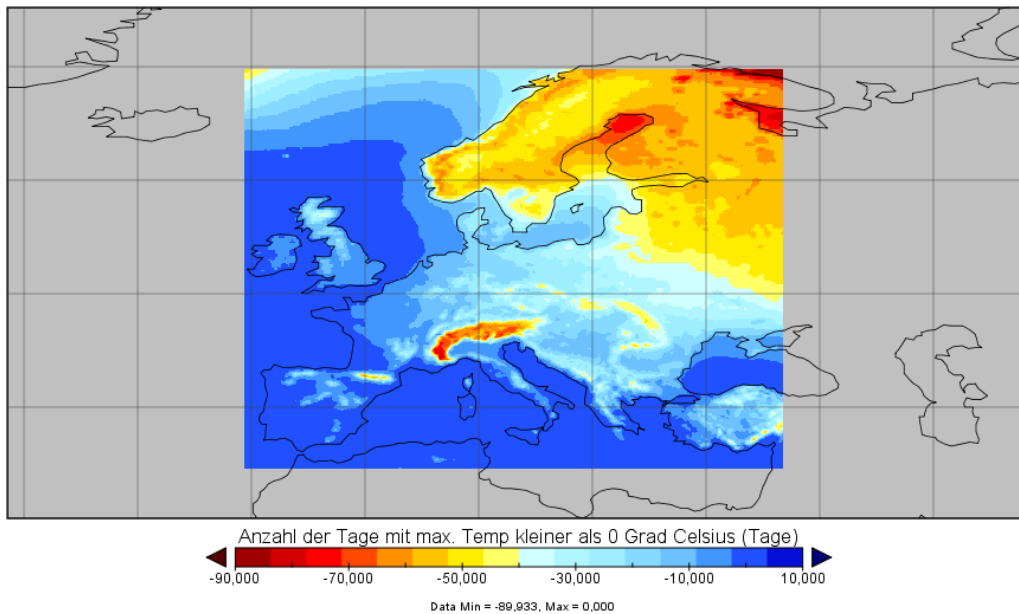 Anzahl der Tage mit max. Temp kleiner als 0 Grad Celsius (Tage)
-90,000 -70,000 -50,000 -30,000 -10,000 10,000
Data Min = -89,933, Max = 0,000